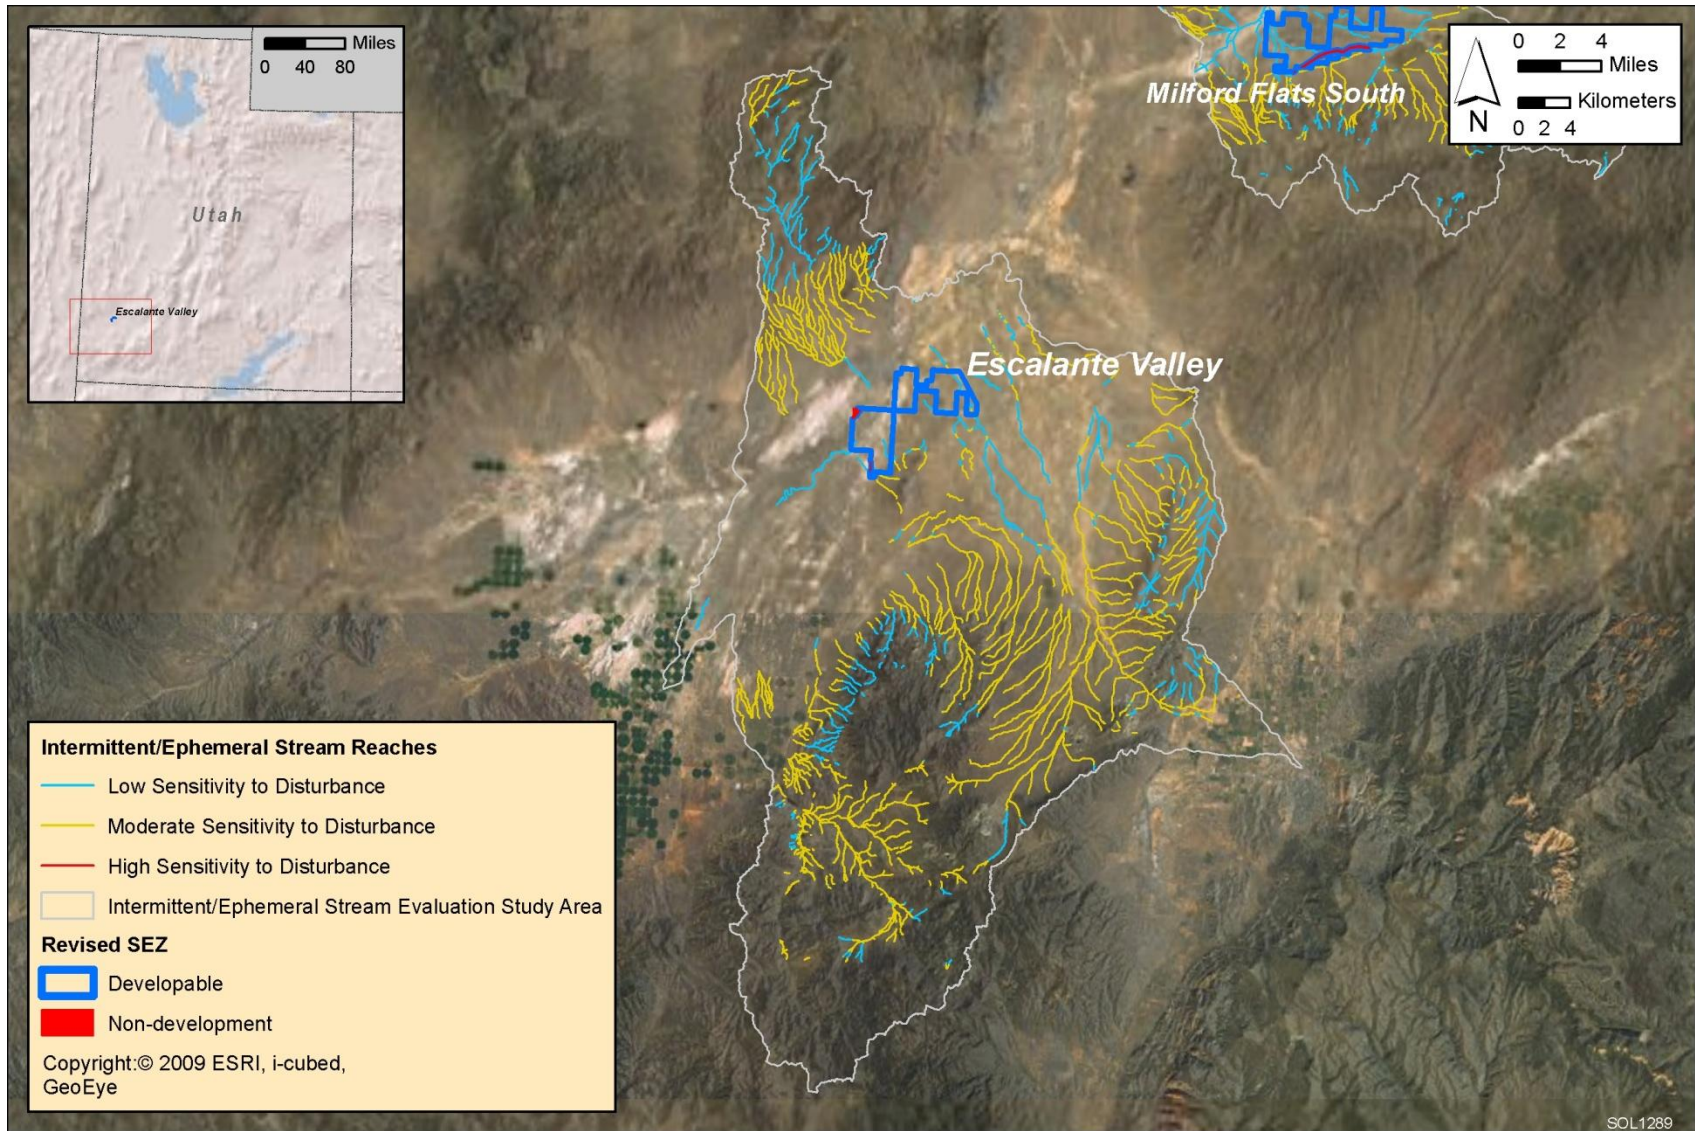 Miles
0 40 80
Utah
Escalante Valley
Milford Flats South
0 2 4
Miles
Kilometers
0 2 4
N
Escalante Valley
Intermittent/Ephemeral Stream Reaches
Low Sensitivity to Disturbance
Moderate Sensitivity to Disturbance
High Sensitivity to Disturbance
Intermittent/Ephemeral Stream Evaluation Study Area
Revised SEZ
Developable
Non-development
Copyright:© 2009 ESRI, i-cubed,
GeoEye
SOL1289